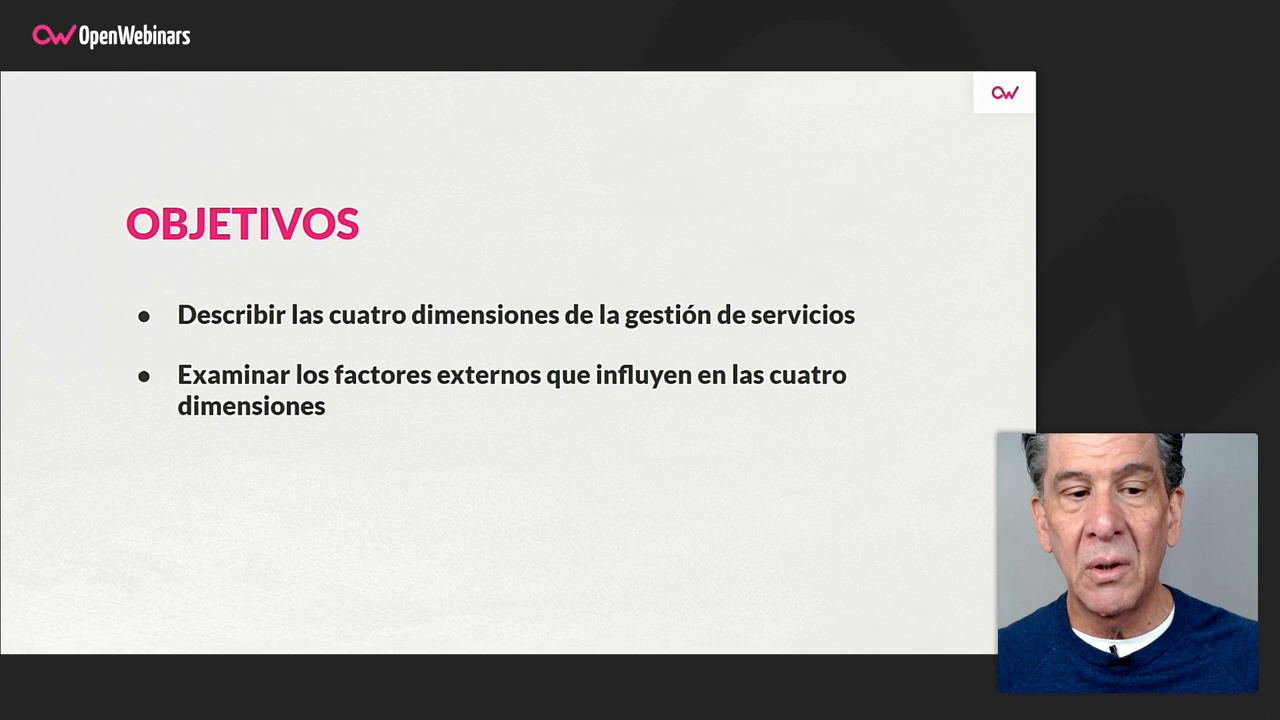 OpenWebinars
OBJETIVOS
● Describir las cuatro dimensiones de la gestión de servicios
● Examinar los factores externos que influyen en las cuatro
dimensiones